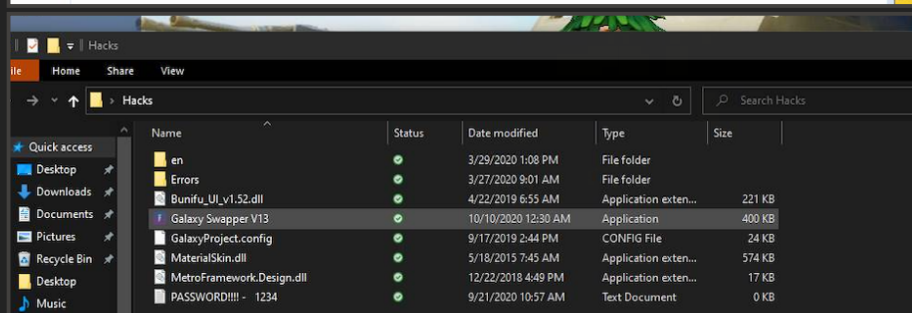 Hacks
ile Home Share View
Hacks Search Hacks
Name Status Date modified Type Size
Quick access
Desktop
Downloads
Documents
Pictures
Recycle Bin
Desktop
Music
en 3/29/2020 1:08 PM File folder
Errors 3/27/2020 9:01 AM File folder
Bunifu_UI_v1.52.dll 4/22/2019 6:55 AM Application exten... 221 KB
Galaxy Swapper V13 10/10/2020 12:30 AM Application 400 KB
GalaxyProject.config 9/17/2019 2:44 PM CONFIG File 24 KB
MaterialSkin.dll 5/18/2015 7:45 AM Application exten... 574 KB
MetroFramework.Design.dll 12/22/2018 4:49 PM Application exten... 17 KB
PASSWORD!!!! - 1234 9/21/2020 10:57 AM Text Document 0 KB